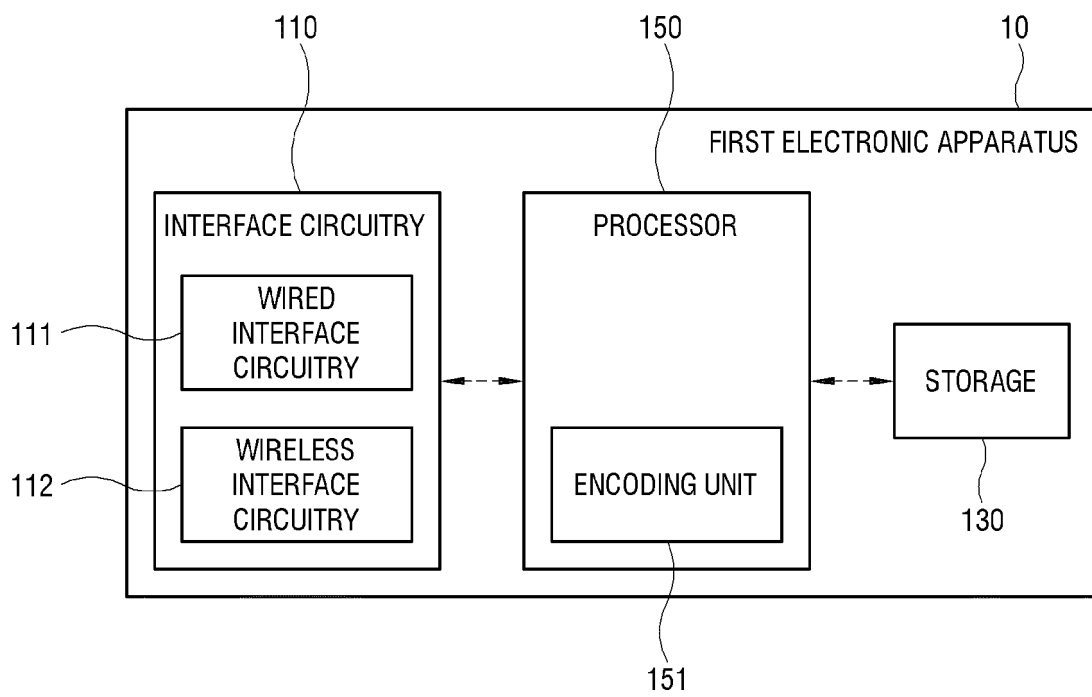 110
150
10
FIRST ELECTRONIC APPARATUS
INTERFACE CIRCUITRY
PROCESSOR
WIRED
INTERFACE
CIRCUITRY
111
STORAGE
WIRELESS
INTERFACE
CIRCUITRY
112
ENCODING UNIT
130
151